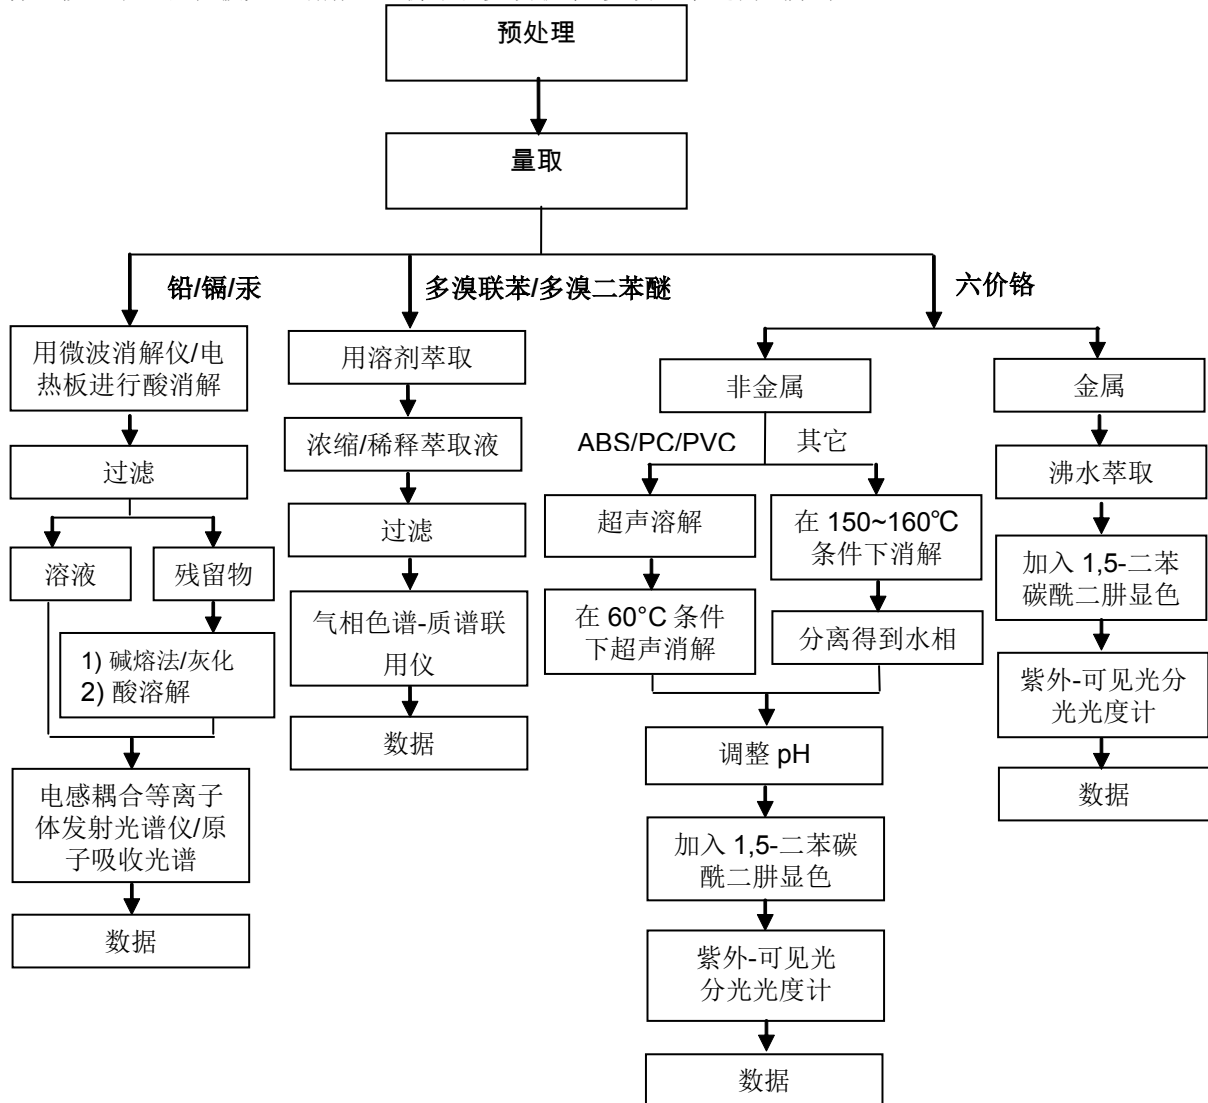 预处理
量取
铅/镉/汞
多溴联苯/多溴二苯醚
六价铬
用微波消解仪/电
热板进行酸消解
过滤
溶液
残留物
1) 碱熔法/灰化
2) 酸溶解
电感耦合等离子
体发射光谱仪/原
子吸收光谱
数据
用溶剂萃取
浓缩/稀释萃取液
过滤
气相色谱-质谱联
用仪
数据
非金属
ABS/PC/PVC
其它
超声溶解
在 60°C 条件
下超声消解
在 150~160℃
条件下消解
分离得到水相
调整 pH
加入 1,5-二苯碳
酰二肼显色
紫外-可见光
分光光度计
数据
金属
沸水萃取
加入 1,5-二苯
碳酰二肼显色
紫外-可见光分
光光度计
数据